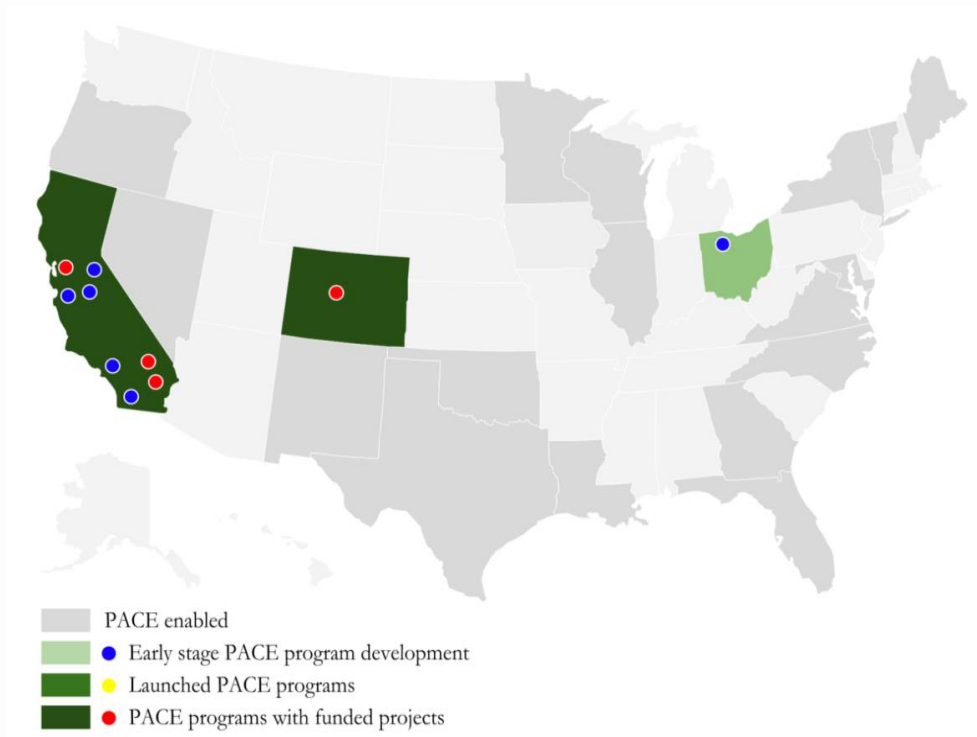 PACE enabled
Early stage PACE program development
Launched PACE programs
PACE programs with funded projects